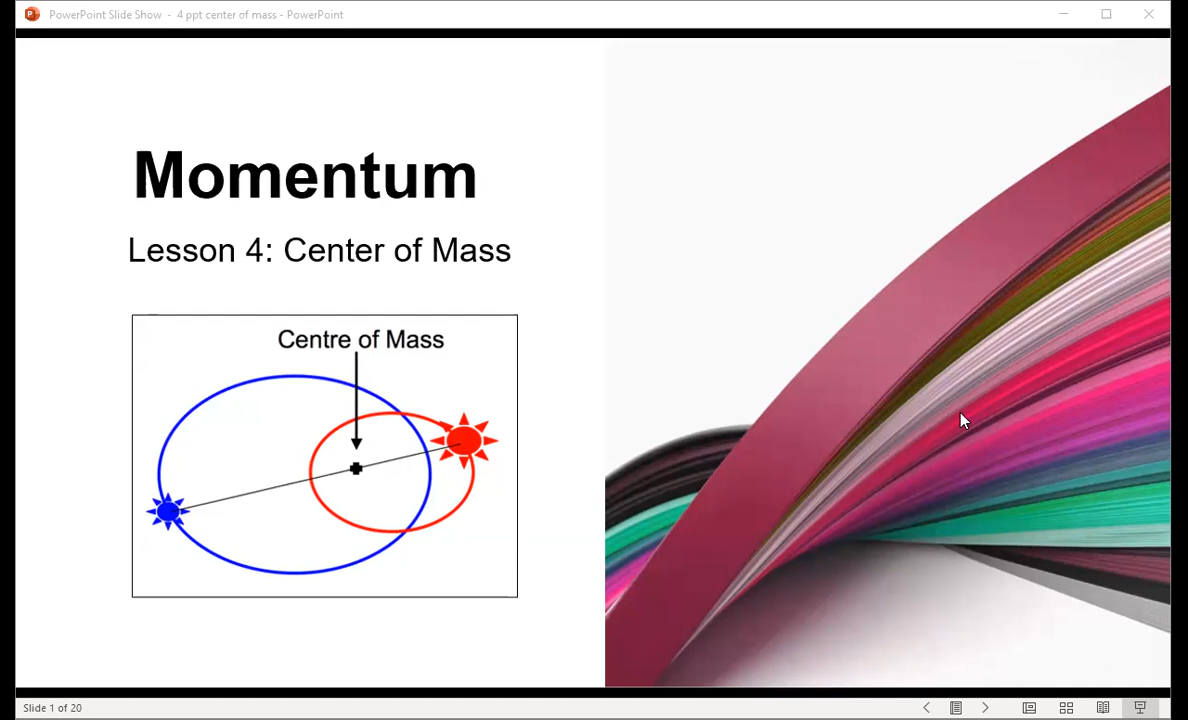 PowerPoint Slide Show - 4 ppt center of mass - PowerPoint
Momentum
Lesson 4: Center of Mass
Centre of Mass
Slide 1 of 20